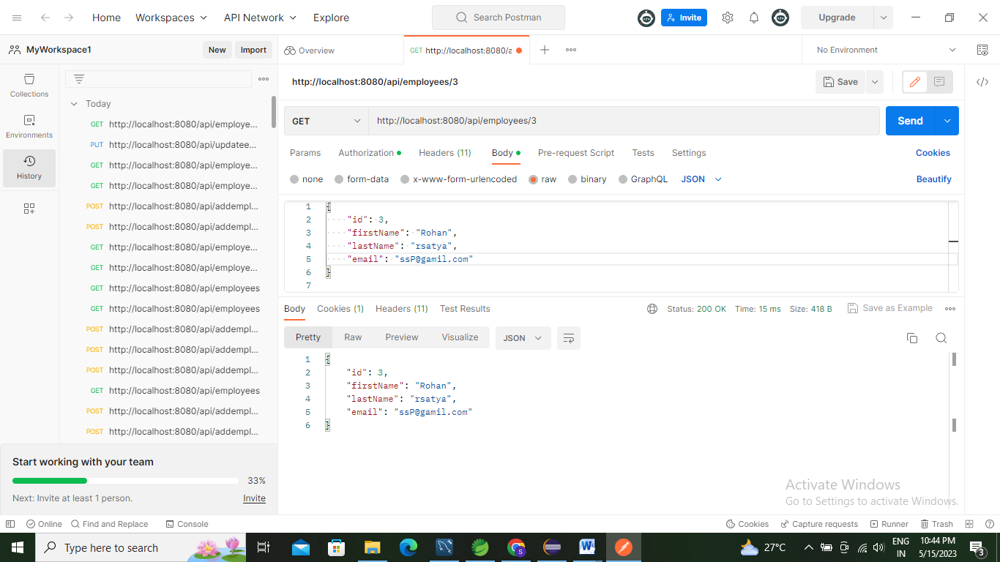 Home Workspaces API Network Explore Search Postman Invite Upgrade
MyWorkspace1 New Import Overview GET http://localhost:8080/a No Environment
http://localhost:8080/api/employees/3 Save
Collections
Environments
History
Today
GET http://localhost:8080/api/employe...
PUT http://localhost:8080/api/updatee...
GET http://localhost:8080/api/employe...
GET http://localhost:8080/api/employe...
POST http://localhost:8080/api/addempl...
POST http://localhost:8080/api/addempl...
GET http://localhost:8080/api/employe...
GET http://localhost:8080/api/employe...
GET http://localhost:8080/api/employees
GET http://localhost:8080/api/employees
POST http://localhost:8080/api/addempl...
POST http://localhost:8080/api/addempl...
POST http://localhost:8080/api/addempl...
GET http://localhost:8080/api/employees
POST http://localhost:8080/api/addempl...
POST http://localhost:8080/api/addempl...
Start working with your team
33%
Next: Invite at least 1 person. Invite
GET http://localhost:8080/api/employees/3 Send
Params Authorization Headers (11) Body Pre-request Script Tests Settings Cookies
none form-data x-www-form-urlencoded raw binary GraphQL JSON Beautify
1 {
2 "id": 3,
3 "firstName": "Rohan",
4 "lastName": "rsatya",
5 "email": "ssP@gamil.com"
6 }
7
Body Cookies (1) Headers (11) Test Results Status: 200 OK Time: 15 ms Size: 418 B Save as Example
Pretty Raw Preview Visualize JSON
1 {
2 "id": 3,
3 "firstName": "Rohan",
4 "lastName": "rsatya",
5 "email": "ssP@gamil.com"
6 }
Activate Windows
Go to Settings to activate Windows.
Online Find and Replace Console Cookies Capture requests Runner Trash
Type here to search 27°C ENG IN 10:44 PM 5/15/2023 3